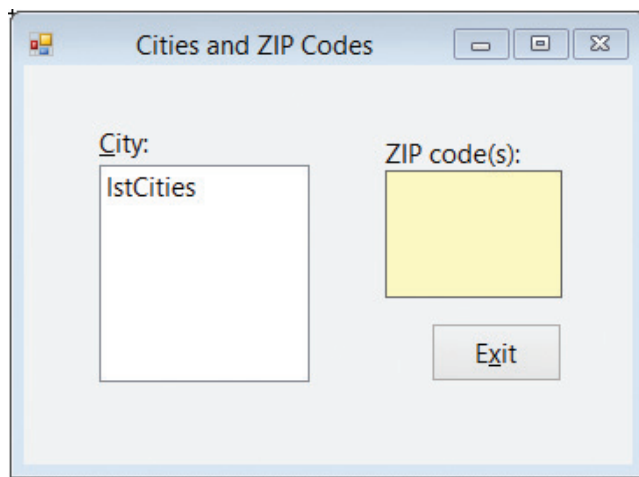 Cities and ZIP Codes
City:
lstCities
ZIP code(s):
Exit